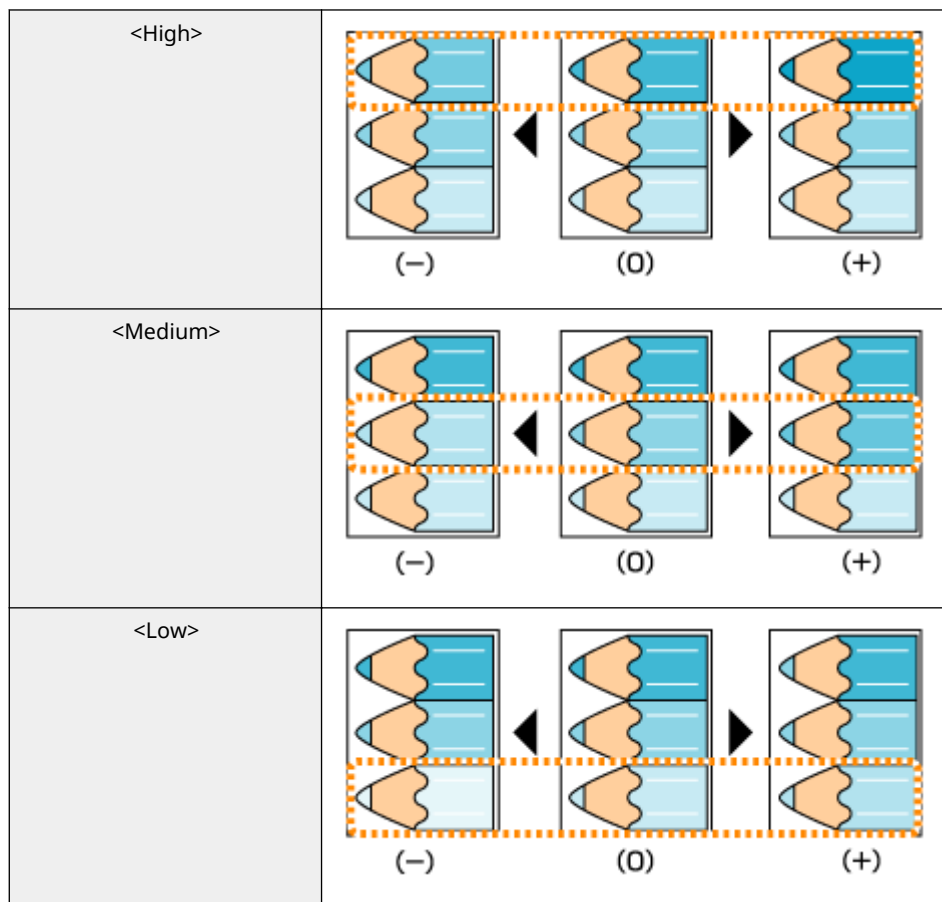 <High>
(−) (0) (+)
<Medium>
(−) (0) (+)
<Low>
(−) (0) (+)